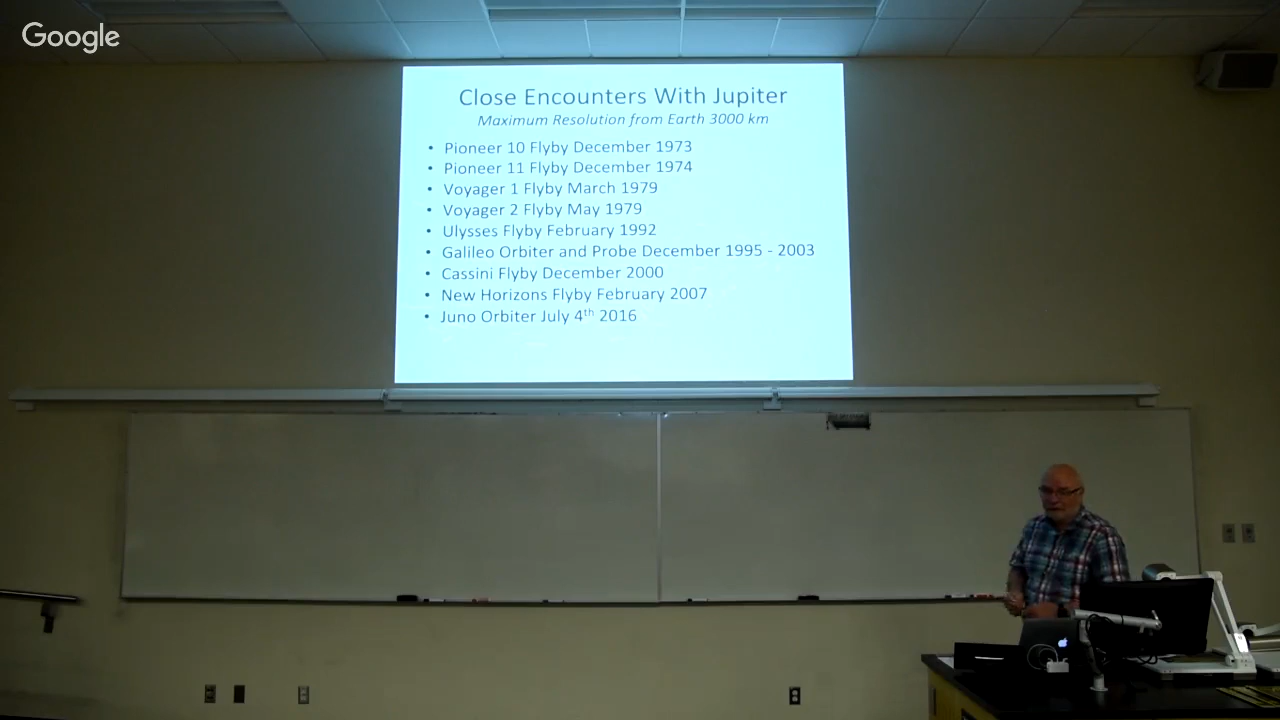 Google
Close Encounters With Jupiter
Maximum Resolution from Earth 3000 km
• Pioneer 10 Flyby December 1973
• Pioneer 11 Flyby December 1974
• Voyager 1 Flyby March 1979
• Voyager 2 Flyby May 1979
• Ulysses Flyby February 1992
• Galileo Orbiter and Probe December 1995 - 2003
• Cassini Flyby December 2000
• New Horizons Flyby February 2007
• Juno Orbiter July 4th 2016